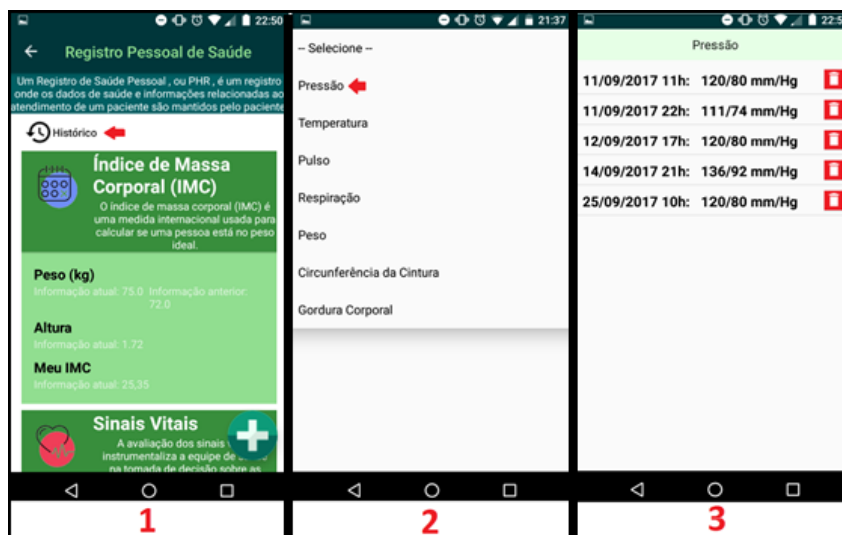 22:50
Registro Pessoal de Saúde
Um Registro de Saúde Pessoal , ou PHR , é um registro
onde os dados de saúde e informações relacionadas ao
atendimento de um paciente são mantidos pelo paciente
Histórico
Índice de Massa
Corporal (IMC)
O índice de massa corporal (IMC) é
uma medida internacional usada para
calcular se uma pessoa está no peso
ideal.
Peso (kg)
Informação atual: 75.0 Informação anterior:
72.0
Altura
Informação atual: 1.72
Meu IMC
Informação atual: 25,35
Sinais Vitais
A avaliação dos sinais
instrumentaliza a equipe de
na tomada de decisão sobre as
1
21:37
-- Selecione --
Pressão
Temperatura
Pulso
Respiração
Peso
Circunferência da Cintura
Gordura Corporal
2
22:5
Pressão
11/09/2017 11h: 120/80 mm/Hg
11/09/2017 22h: 111/74 mm/Hg
12/09/2017 17h: 120/80 mm/Hg
14/09/2017 21h: 136/92 mm/Hg
25/09/2017 10h: 120/80 mm/Hg
3